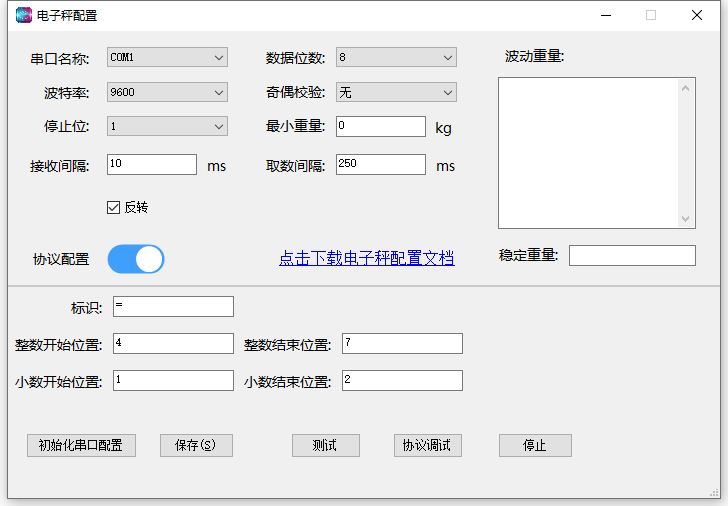 电子秤配置
串口名称: COM1 数据位数: 8 波动重量:
波特率: 9600 奇偶校验: 无
停止位: 1 最小重量: 0 kg
接收间隔: 10 ms 取数间隔: 250 ms
反转
协议配置 点击下载电子秤配置文档 稳定重量:
标识: =
整数开始位置: 4 整数结束位置: 7
小数开始位置: 1 小数结束位置: 2
初始化串口配置 保存(S) 测试 协议调试 停止